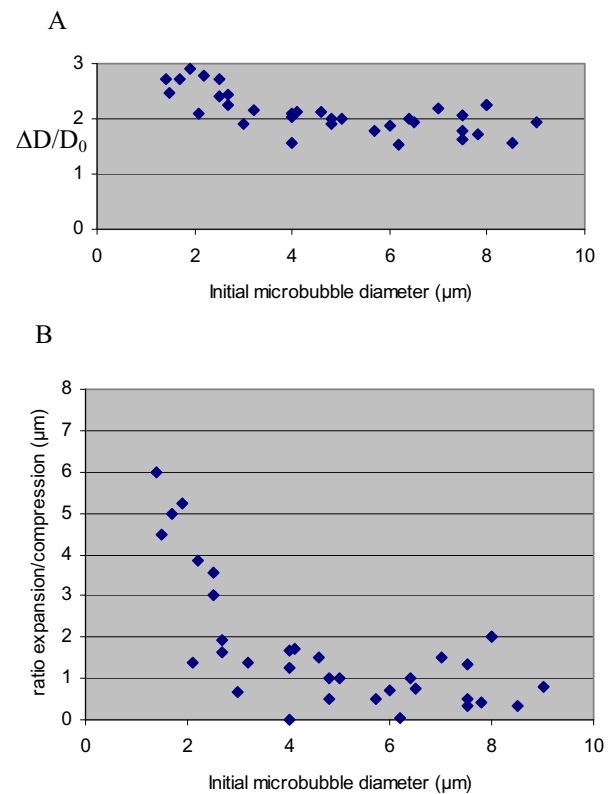 A
3
2
ΔD/D₀
1
0
0 2 4 6 8 10
Initial microbubble diameter (µm)
B
8
7
6
5
4
3
2
1
0
ratio expansion/compression (µm)
0 2 4 6 8 10
Initial microbubble diameter (µm)